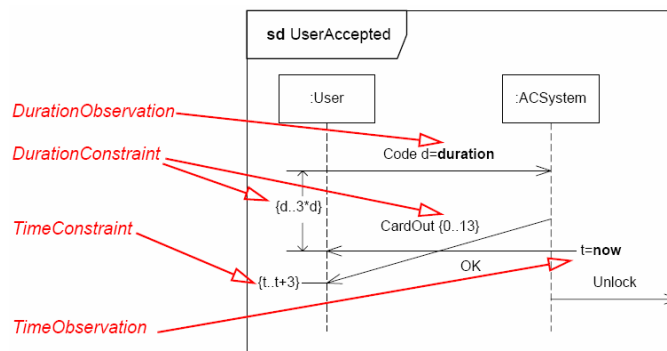 sd UserAccepted
:User
:ACSystem
DurationObservation
Code d=duration
DurationConstraint
{d..3*d}
CardOut {0..13}
TimeConstraint
t=now
OK
{t..t+3}
Unlock
TimeObservation